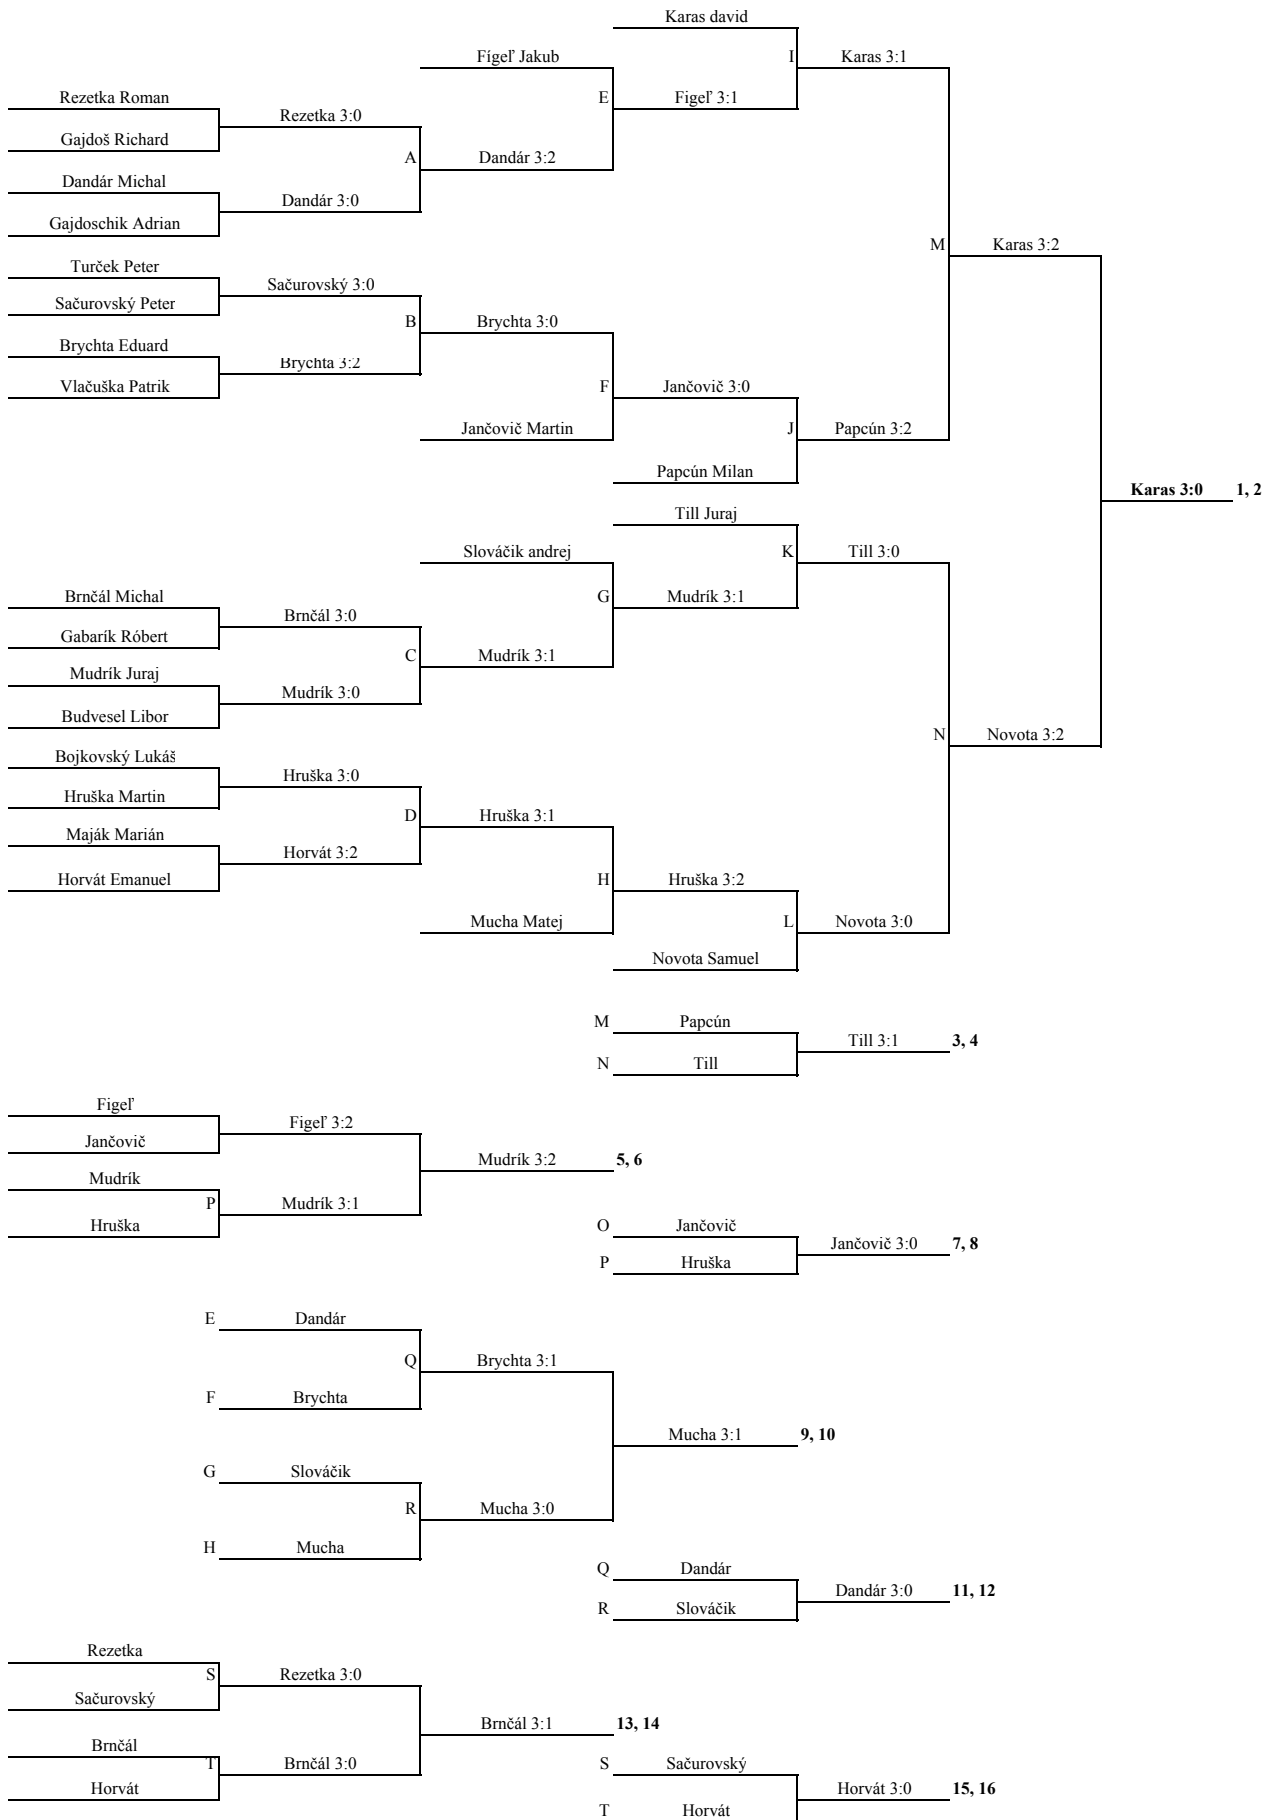 Karas david
Fígeľ Jakub
I
Karas 3:1
Rezetka Roman
Rezetka 3:0
E
Figeľ 3:1
Gajdoš Richard
A
Dandár 3:2
Dandár Michal
Dandár 3:0
Gajdoschik Adrian
M
Karas 3:2
Turček Peter
Sačurovský 3:0
Sačurovský Peter
B
Brychta 3:0
Brychta Eduard
Brychta 3:2
Vlačuška Patrik
F
Jančovič 3:0
Jančovič Martin
J
Papcún 3:2
Papcún Milan
Karas 3:0
1, 2
Till Juraj
Slováčik andrej
K
Till 3:0
Brnčál Michal
Brnčál 3:0
G
Mudrík 3:1
Gabarík Róbert
C
Mudrík 3:1
Mudrík Juraj
Mudrík 3:0
Budvesel Libor
N
Novota 3:2
Bojkovský Lukáš
Hruška 3:0
Hruška Martin
D
Hruška 3:1
Maják Marián
Horvát 3:2
Horvát Emanuel
H
Hruška 3:2
Mucha Matej
L
Novota 3:0
Novota Samuel
M
Papcún
Till 3:1
3, 4
N
Till
Figeľ
Figeľ 3:2
Jančovič
Mudrík 3:2
5, 6
Mudrík
P
Mudrík 3:1
Hruška
O
Jančovič
Jančovič 3:0
7, 8
P
Hruška
E
Dandár
Q
Brychta 3:1
F
Brychta
Mucha 3:1
9, 10
G
Slováčik
R
Mucha 3:0
H
Mucha
Q
Dandár
Dandár 3:0
11, 12
R
Slováčik
Rezetka
S
Rezetka 3:0
Sačurovský
Brnčál 3:1
13, 14
Brnčál
T
Brnčál 3:0
Horvát
S
Sačurovský
Horvát 3:0
15, 16
T
Horvát